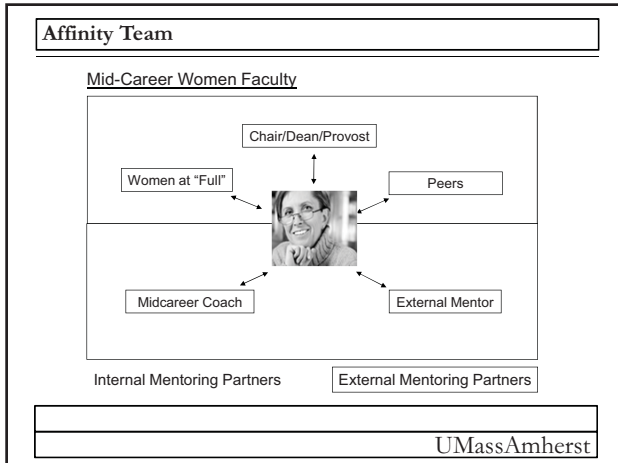 Affinity Team
Mid-Career Women Faculty
Chair/Dean/Provost
Women at “Full”
Peers
Midcareer Coach
External Mentor
Internal Mentoring Partners
External Mentoring Partners
UMassAmherst